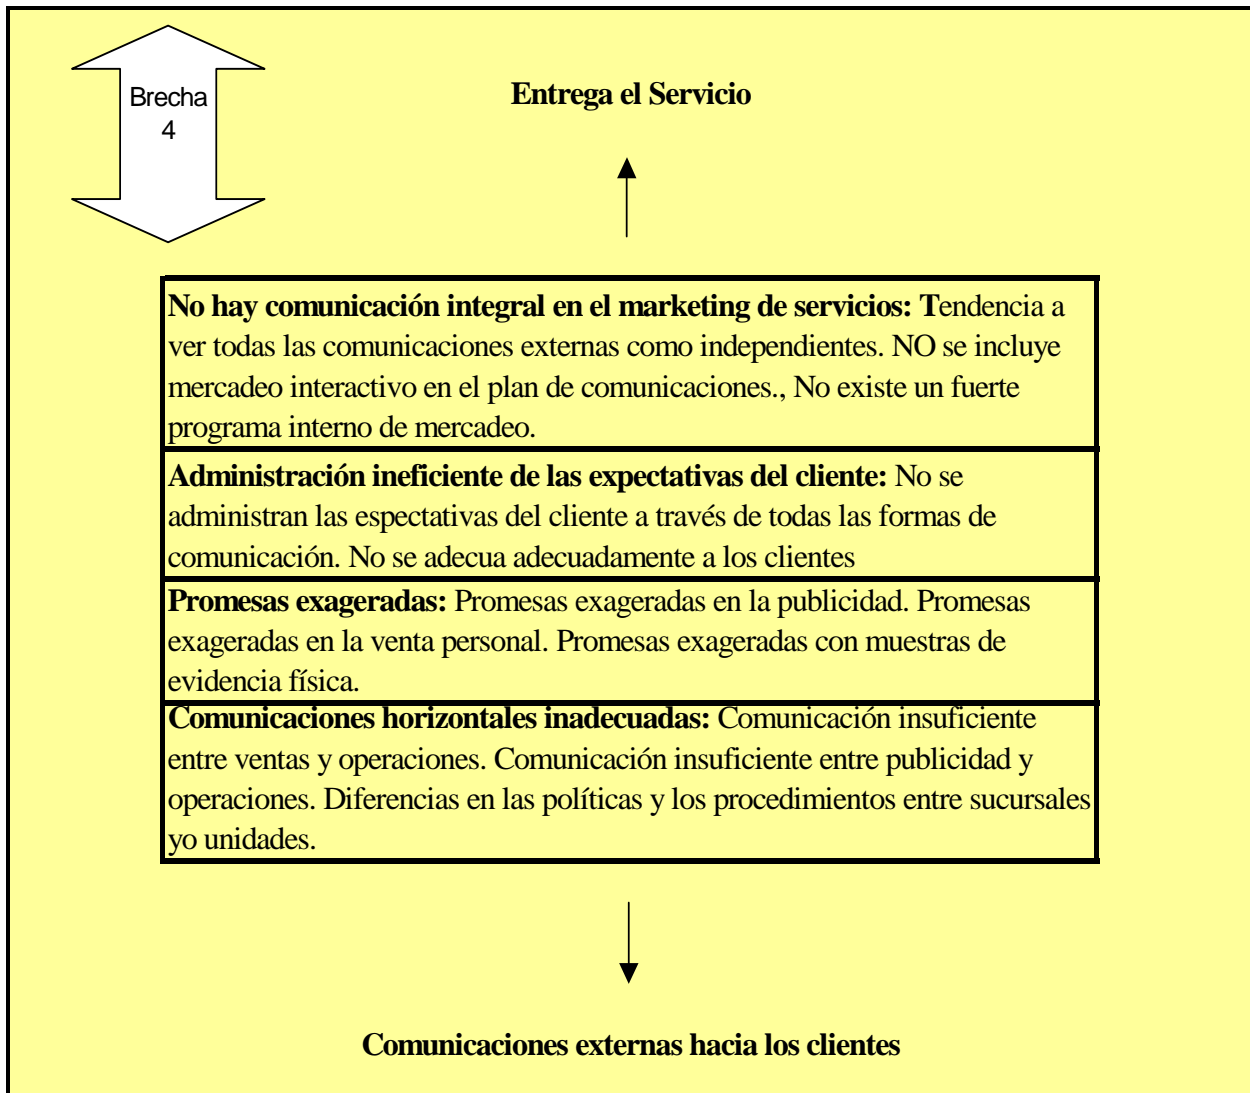 Brecha
4
Entrega el Servicio
No hay comunicación integral en el marketing de servicios: Tendencia a
ver todas las comunicaciones externas como independientes. NO se incluye
mercadeo interactivo en el plan de comunicaciones., No existe un fuerte
programa interno de mercadeo.
Administración ineficiente de las expectativas del cliente: No se
administran las espectativas del cliente a través de todas las formas de
comunicación. No se adecua adecuadamente a los clientes
Promesas exageradas: Promesas exageradas en la publicidad. Promesas
exageradas en la venta personal. Promesas exageradas con muestras de
evidencia física.
Comunicaciones horizontales inadecuadas: Comunicación insuficiente
entre ventas y operaciones. Comunicación insuficiente entre publicidad y
operaciones. Diferencias en las políticas y los procedimientos entre sucursales
yo unidades.
Comunicaciones externas hacia los clientes